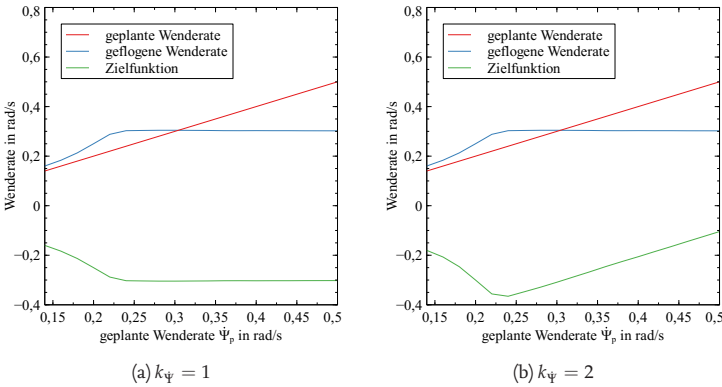 0,8
0,6
0,4
0,2
0
−0,2
−0,4
Wenderate in rad/s
geplante Wenderate
geflogene Wenderate
Zielfunktion
0,15 0,2 0,25 0,3 0,35 0,4 0,45 0,5
geplante Wenderate Ψ̇p in rad/s
(a) kΨ̇ = 1
0,8
0,6
0,4
0,2
0
−0,2
−0,4
Wenderate in rad/s
geplante Wenderate
geflogene Wenderate
Zielfunktion
0,15 0,2 0,25 0,3 0,35 0,4 0,45 0,5
geplante Wenderate Ψ̇p in rad/s
(b) kΨ̇ = 2